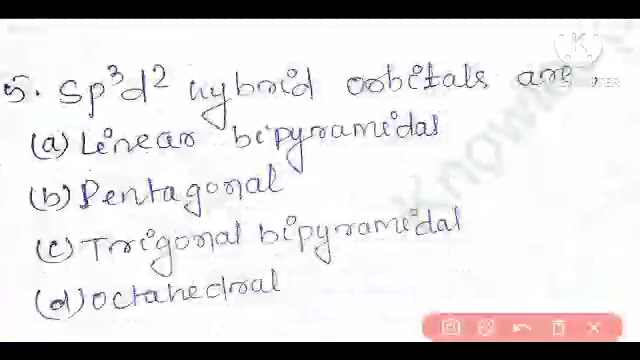 5. sp³d² hybrid orbitals are,
(a) Linear bipyramidal
(b) Pentagonal
(c) Trigonal bipyramidal
(d) octahedral